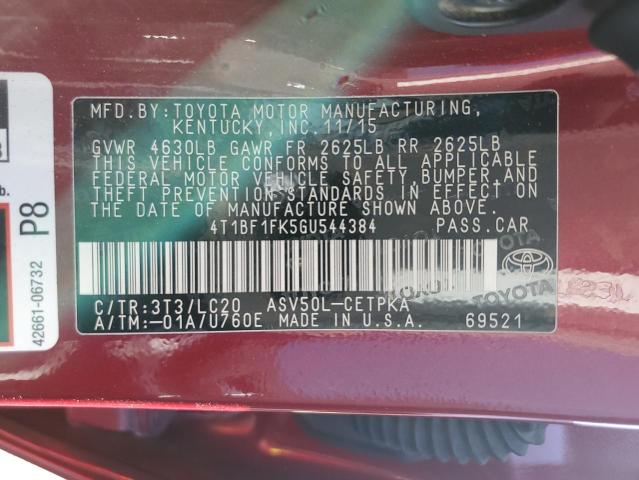 MFD.BY:TOYOTA MOTOR MANUFACTURING,
KENTUCKY, INC. 11/15
GVWR 4630LB GAWR FR 2625LB RR 2625LB
THIS VEHICLE CONFORMS TO ALL APPLICABLE
FEDERAL MOTOR VEHICLE SAFETY, BUMPER, AND
THEFT PREVENTION STANDARDS IN EFFECT ON
THE DATE OF MANUFACTURE SHOWN ABOVE.
4T1BF1FK5GU544384 PASS.CAR
C/TR:3T3/LC20 ASV50L-CETPKA
A/TM:-01A/U760E MADE IN U.S.A. 69521
TOYOTA
P8
42661-06732
b.